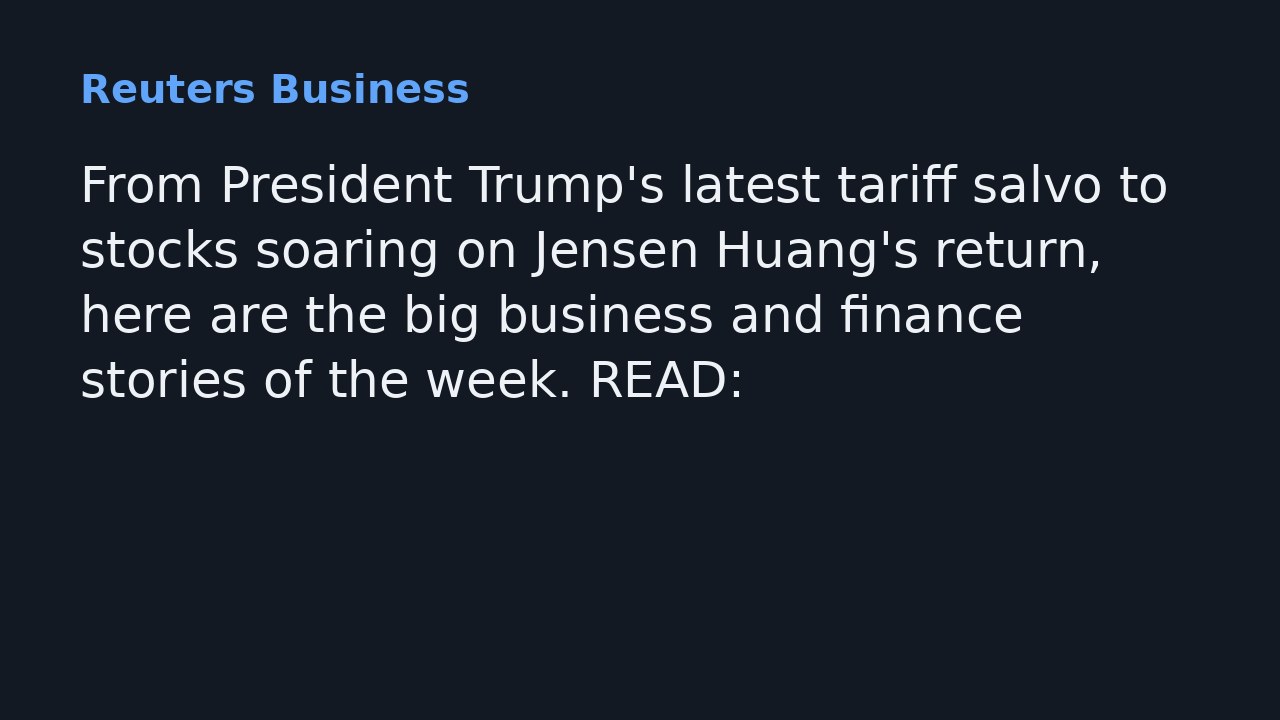 Reuters Business
From President Trump's latest tariff salvo to
stocks soaring on Jensen Huang's return,
here are the big business and finance
stories of the week. READ: